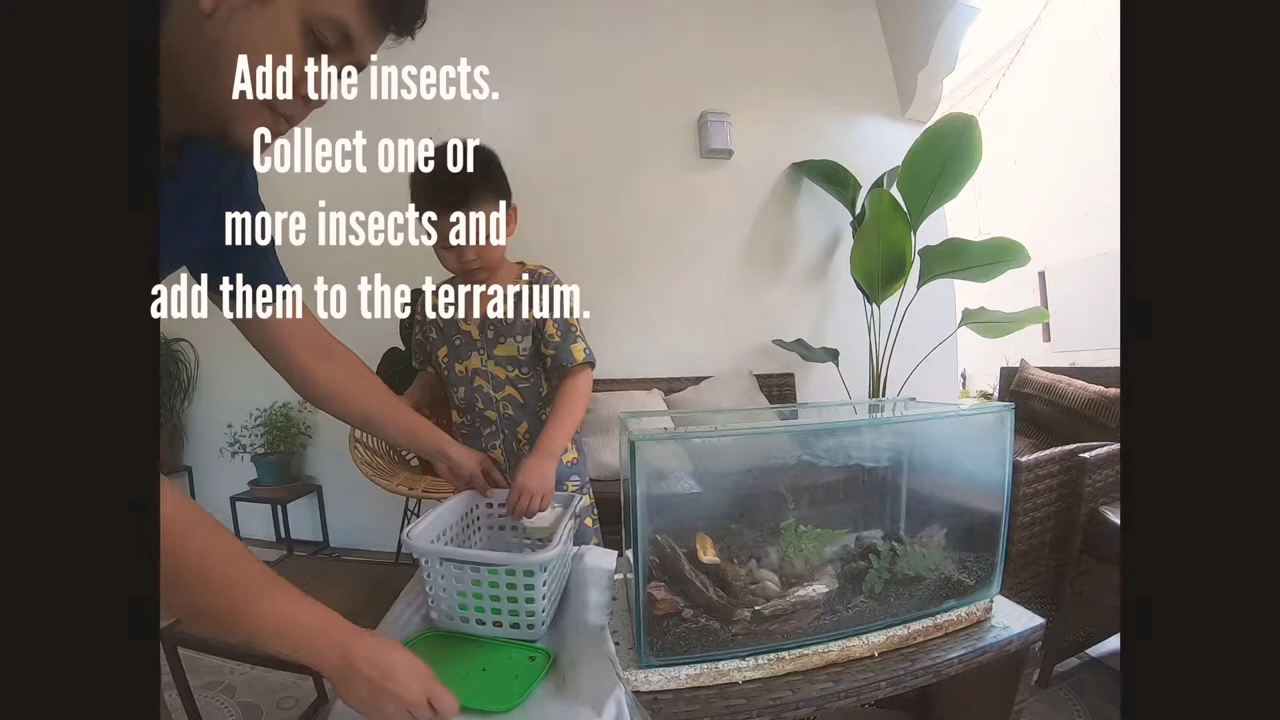 Add the insects.
Collect one or
more insects and
add them to the terrarium.